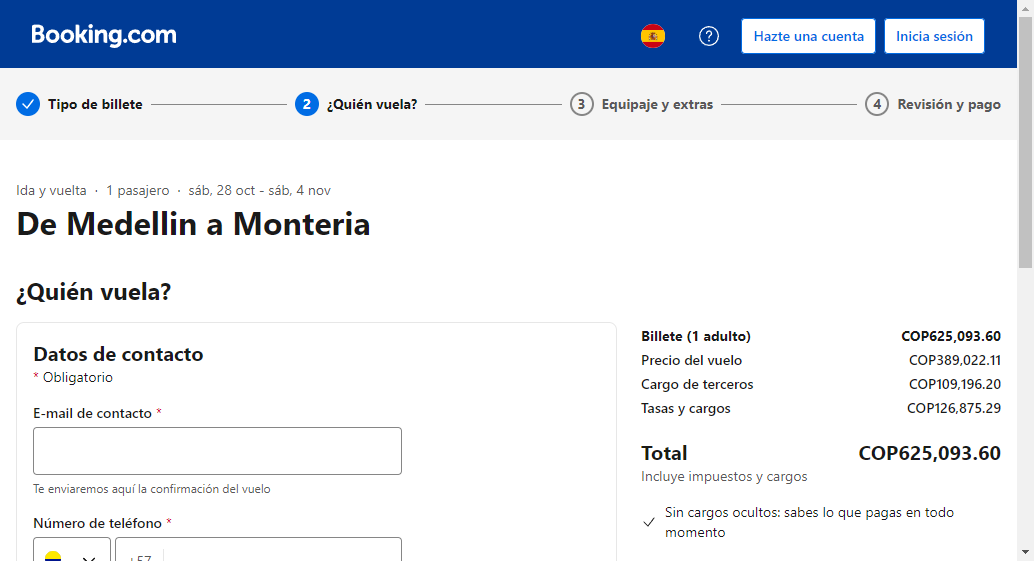 Booking.com
Hazte una cuenta
Inicia sesión
Tipo de billete
2 ¿Quién vuela?
3 Equipaje y extras
4 Revisión y pago
Ida y vuelta · 1 pasajero · sáb, 28 oct - sáb, 4 nov
De Medellin a Monteria
¿Quién vuela?
Datos de contacto
* Obligatorio
E-mail de contacto *
Te enviaremos aquí la confirmación del vuelo
Número de teléfono *
+57
Billete (1 adulto) COP625,093.60
Precio del vuelo COP389,022.11
Cargo de terceros COP109,196.20
Tasas y cargos COP126,875.29
Total COP625,093.60
Incluye impuestos y cargos
Sin cargos ocultos: sabes lo que pagas en todo
momento